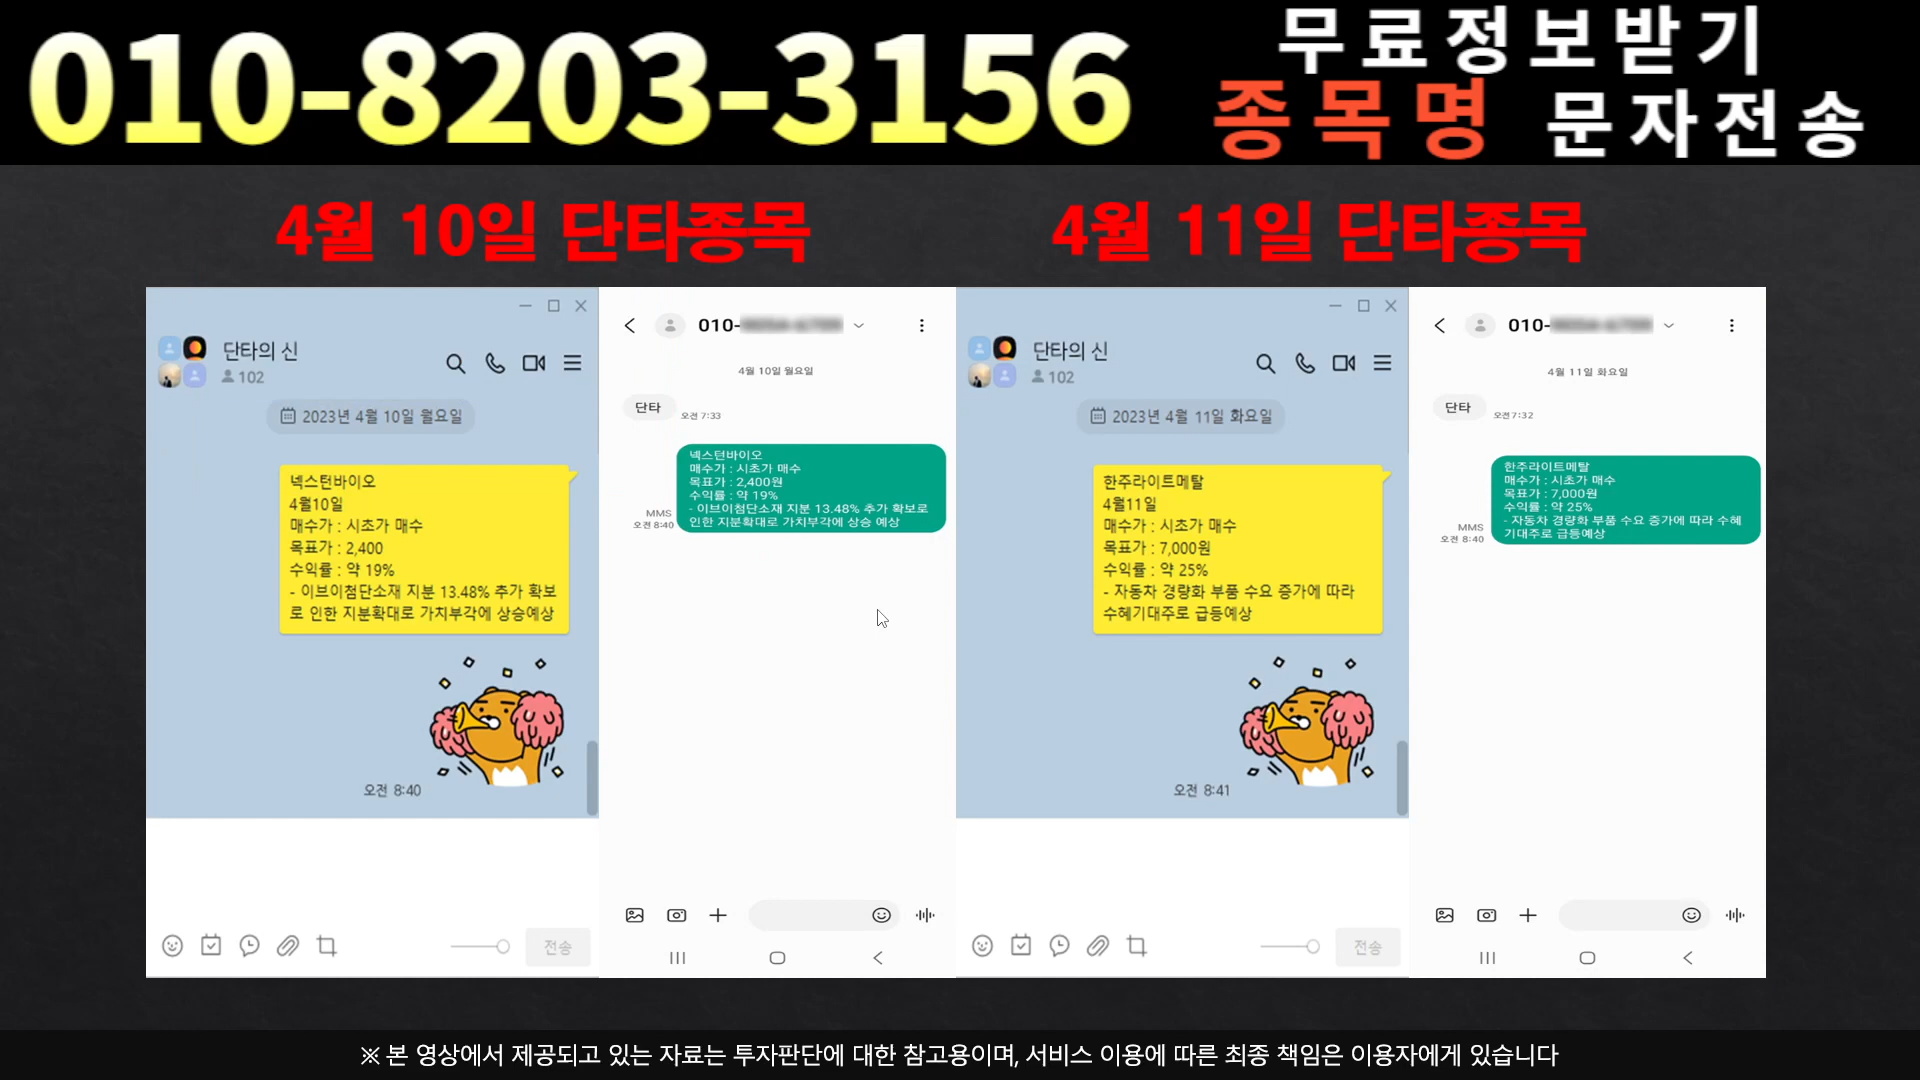 010-8203-3156
무료정보받기
종목명 문자전송
4월 10일 단타종목
4월 11일 단타종목
단타의 신
102
2023년 4월 10일 월요일
넥스턴바이오
4월10일
매수가 : 시초가 매수
목표가 : 2,400
수익률 : 약 19%
- 이브이첨단소재 지분 13.48% 추가 확보
로 인한 지분확대로 가치부각에 상승예상
오전 8:40
전송
010-
4월 10일 월요일
단타
오전 7:33
넥스턴바이오
매수가 : 시초가 매수
목표가 : 2,400원
수익률 : 약 19%
- 이브이첨단소재 지분 13.48% 추가 확보로
인한 지분확대로 가치부각에 상승 예상
MMS
오전 8:40
단타의 신
102
2023년 4월 11일 화요일
한주라이트메탈
4월11일
매수가 : 시초가 매수
목표가 : 7,000원
수익률 : 약 25%
- 자동차 경량화 부품 수요 증가에 따라
수혜기대주로 급등예상
오전 8:41
전송
010-
4월 11일 화요일
단타
오전 7:32
한주라이트메탈
매수가 : 시초가 매수
목표가 : 7,000원
수익률 : 약 25%
- 자동차 경량화 부품 수요 증가에 따라 수혜
기대주로 급등예상
MMS
오전 8:40
※ 본 영상에서 제공되고 있는 자료는 투자판단에 대한 참고용이며, 서비스 이용에 따른 최종 책임은 이용자에게 있습니다